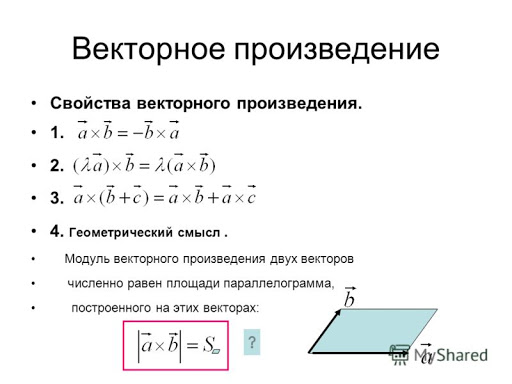 Векторное произведение
• Свойства векторного произведения.
• 1. a⃗ × b⃗ = −b⃗ × a⃗
• 2. (λa⃗) × b⃗ = λ(a⃗ × b⃗)
• 3. a⃗ × (b⃗ + c⃗) = a⃗ × b⃗ + a⃗ × c⃗
• 4. Геометрический смысл .
• Модуль векторного произведения двух векторов
• численно равен площади параллелограмма,
• построенного на этих векторах:
b⃗
|a⃗ × b⃗| = S▱
?
a⃗
MyShared